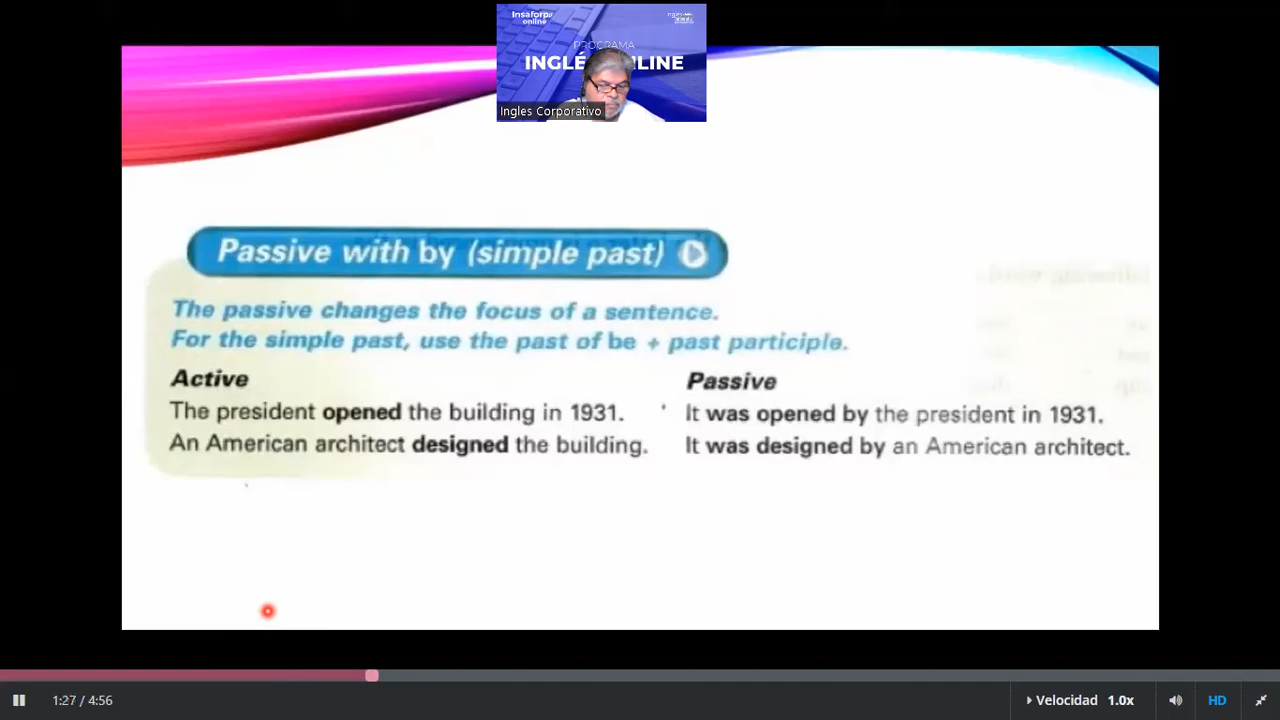 Insaforp
online
PROGRAMA
Ingles Corporativo
Passive with by (simple past)
The passive changes the focus of a sentence.
For the simple past, use the past of be + past participle.
Active
Passive
The president opened the building in 1931.
It was opened by the president in 1931.
An American architect designed the building.
It was designed by an American architect.
1:27 / 4:56
Velocidad 1.0x
HD